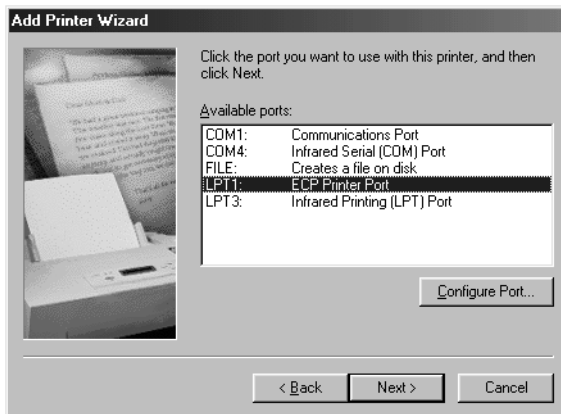 Add Printer Wizard
Click the port you want to use with this printer, and then
click Next.
Available ports:
COM1: Communications Port
COM4: Infrared Serial (COM) Port
FILE: Creates a file on disk
LPT1: ECP Printer Port
LPT3: Infrared Printing (LPT) Port
Configure Port...
< Back
Next >
Cancel